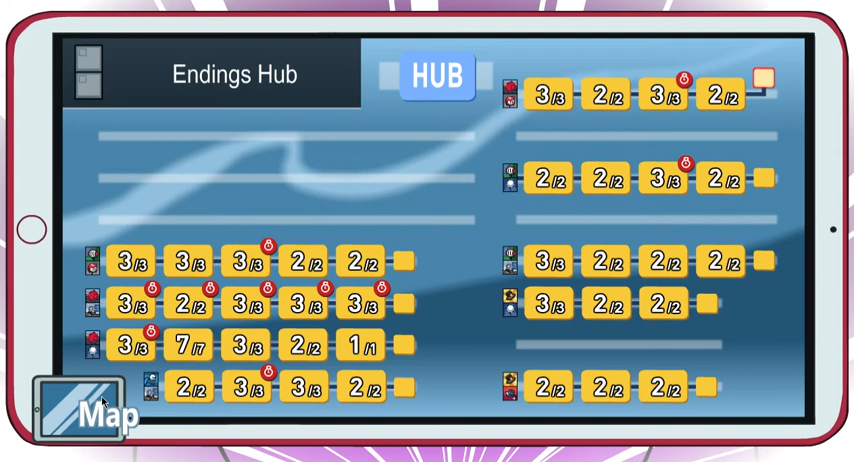 Endings Hub
HUB
3/3 2/2 3/3 2/2
2/2 2/2 3/3 2/2
3/3 3/3 3/3 2/2 2/2
3/3 2/2 2/2 2/2
3/3 2/2 3/3 3/3 3/3
3/3 2/2 2/2
3/3 7/7 3/3 2/2 1/1
2/2 3/3 3/3 2/2
2/2 2/2 2/2
Map